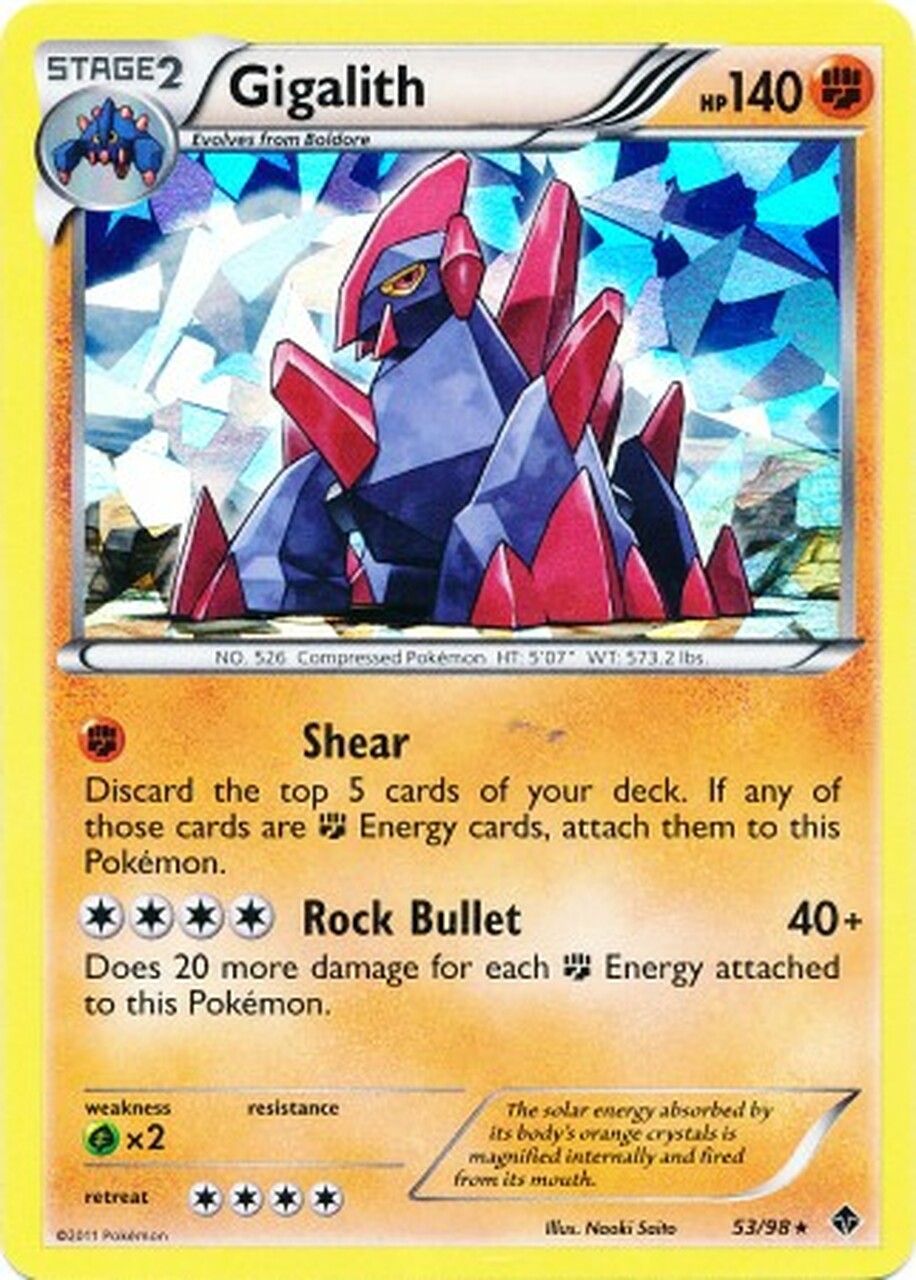 STAGE2
Gigalith
HP140
Evolves from Boldore
NO. 526 Compressed Pokémon HT: 5'07" WT: 573.2 lbs.
Shear
Discard the top 5 cards of your deck. If any of
those cards are Energy cards, attach them to this
Pokémon.
Rock Bullet 40+
Does 20 more damage for each Energy attached
to this Pokémon.
weakness resistance
×2
retreat
The solar energy absorbed by
its body's orange crystals is
magnified internally and fired
from its mouth.
©2011 Pokémon
Illus. Naoki Saito
53/98 ★